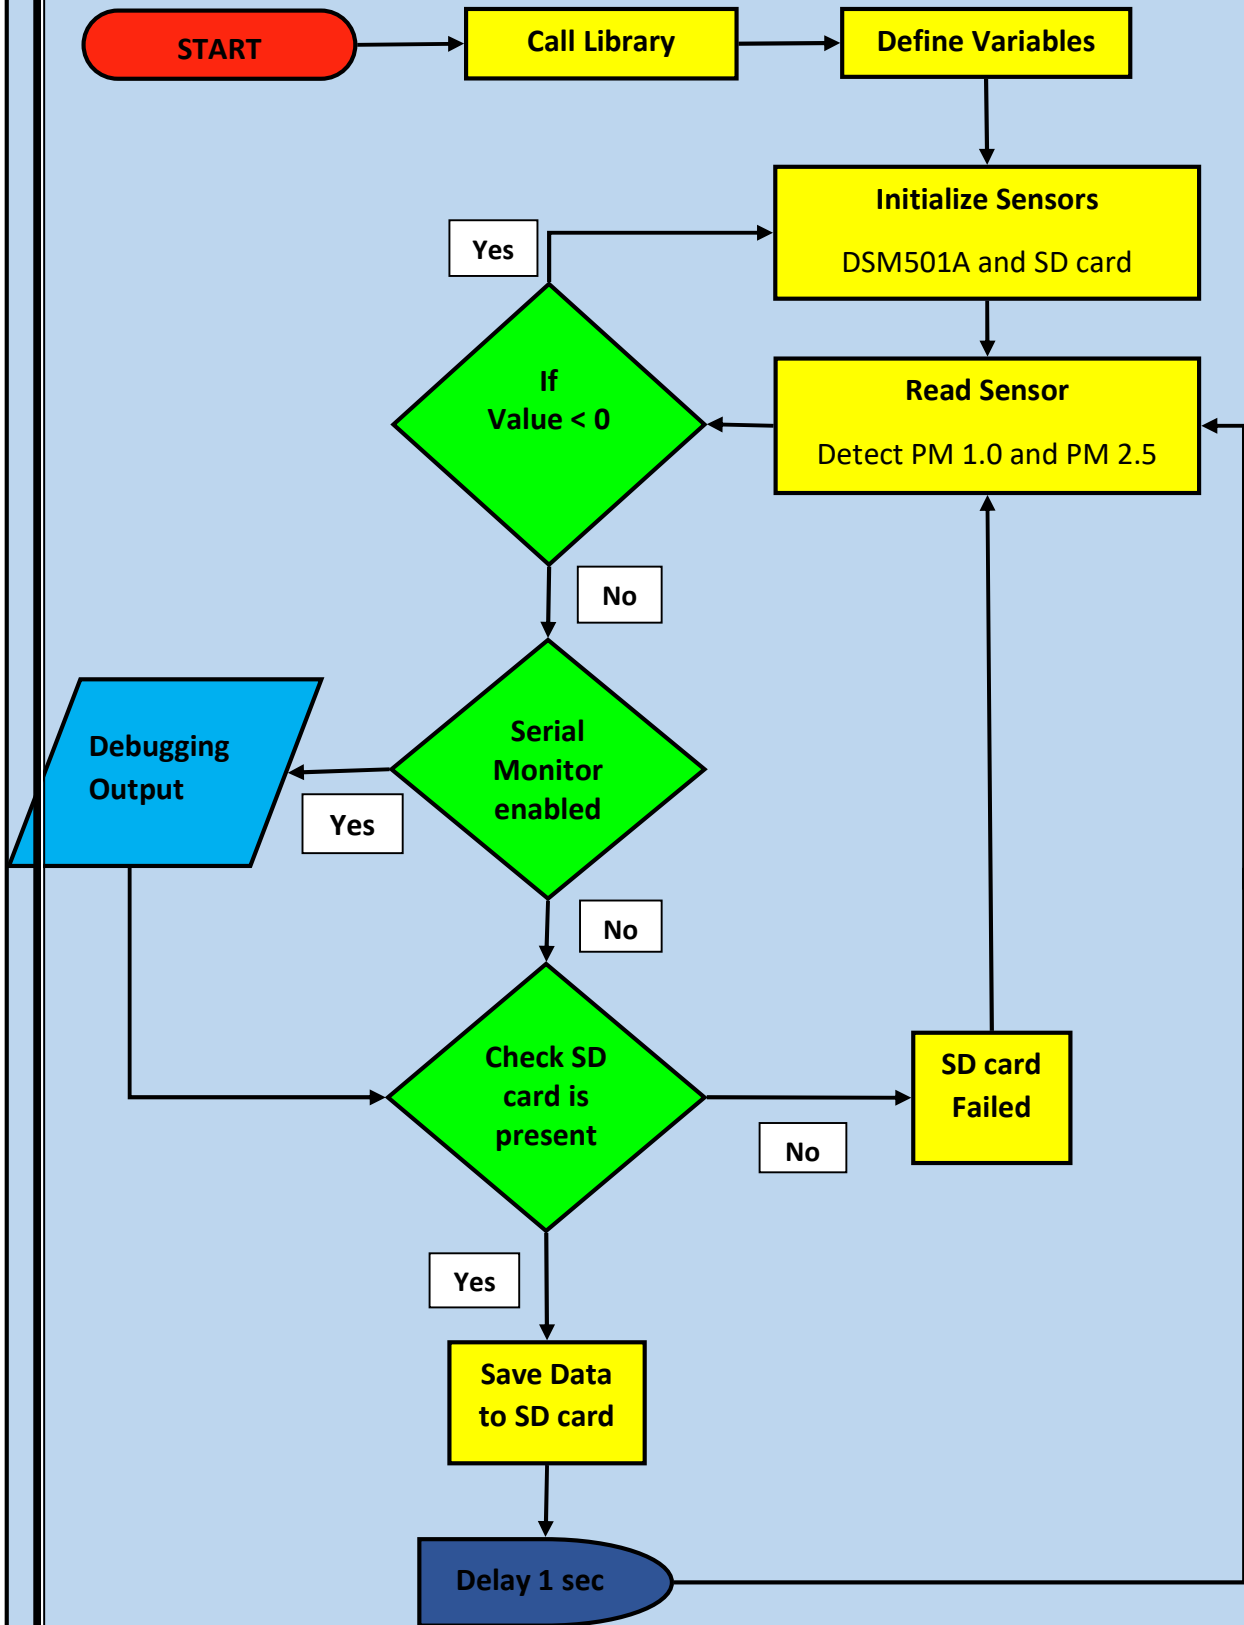 START
Call Library
Define Variables
Initialize Sensors
DSM501A and SD card
Yes
If
Value < 0
Read Sensor
Detect PM 1.0 and PM 2.5
No
Serial
Monitor
enabled
Debugging
Output
Yes
No
Check SD
card is
present
SD card
Failed
No
Yes
Save Data
to SD card
Delay 1 sec